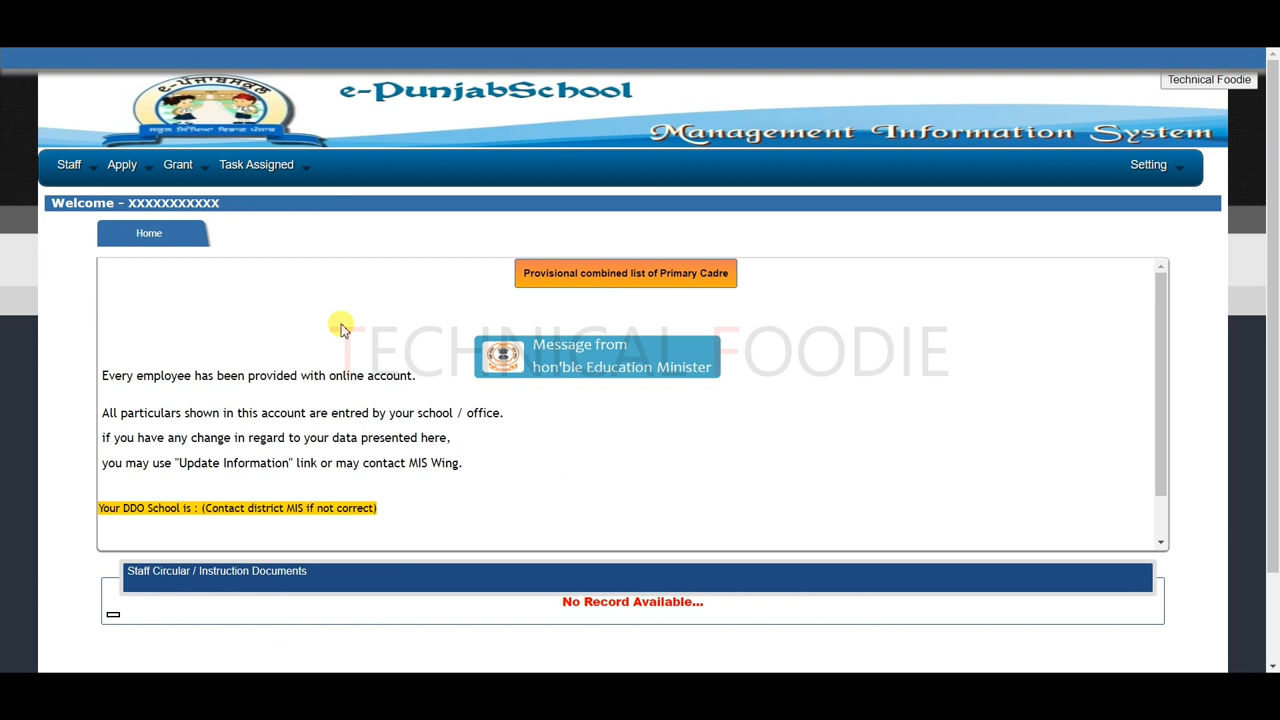 ਈ-ਪੰਜਾਬਸਕੂਲ
ਸਕੂਲ ਸਿੱਖਿਆ ਵਿਭਾਗ ਪੰਜਾਬ
e-PunjabSchool
Technical Foodie
Management Information System
Staff Apply Grant Task Assigned Setting
Welcome - XXXXXXXXXXX
Home
Provisional combined list of Primary Cadre
TECHNICAL FOODIE
Message from
hon'ble Education Minister
Every employee has been provided with online account.
All particulars shown in this account are entred by your school / office.
if you have any change in regard to your data presented here,
you may use "Update Information" link or may contact MIS Wing.
Your DDO School is : (Contact district MIS if not correct)
Staff Circular / Instruction Documents
No Record Available...